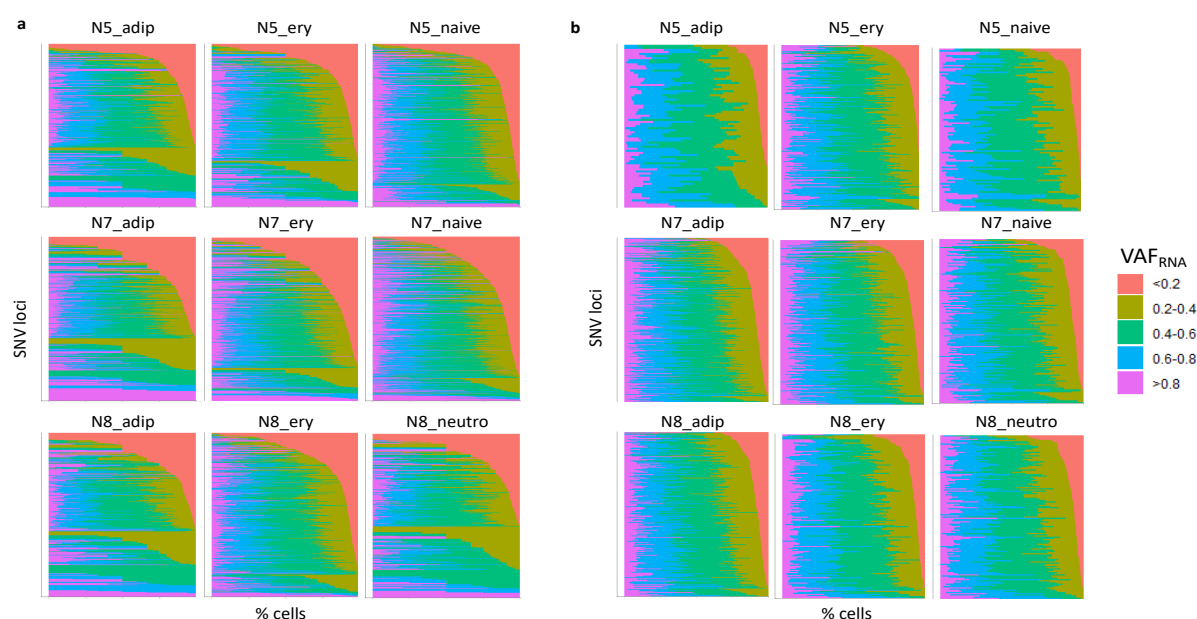 a
N5_adip N5_ery N5_naive
N7_adip N7_ery N7_naive
N8_adip N8_ery N8_neutro
SNV loci
% cells
b
N5_adip N5_ery N5_naive
N7_adip N7_ery N7_naive
N8_adip N8_ery N8_neutro
SNV loci
% cells
VAFRNA
<0.2
0.2-0.4
0.4-0.6
0.6-0.8
>0.8